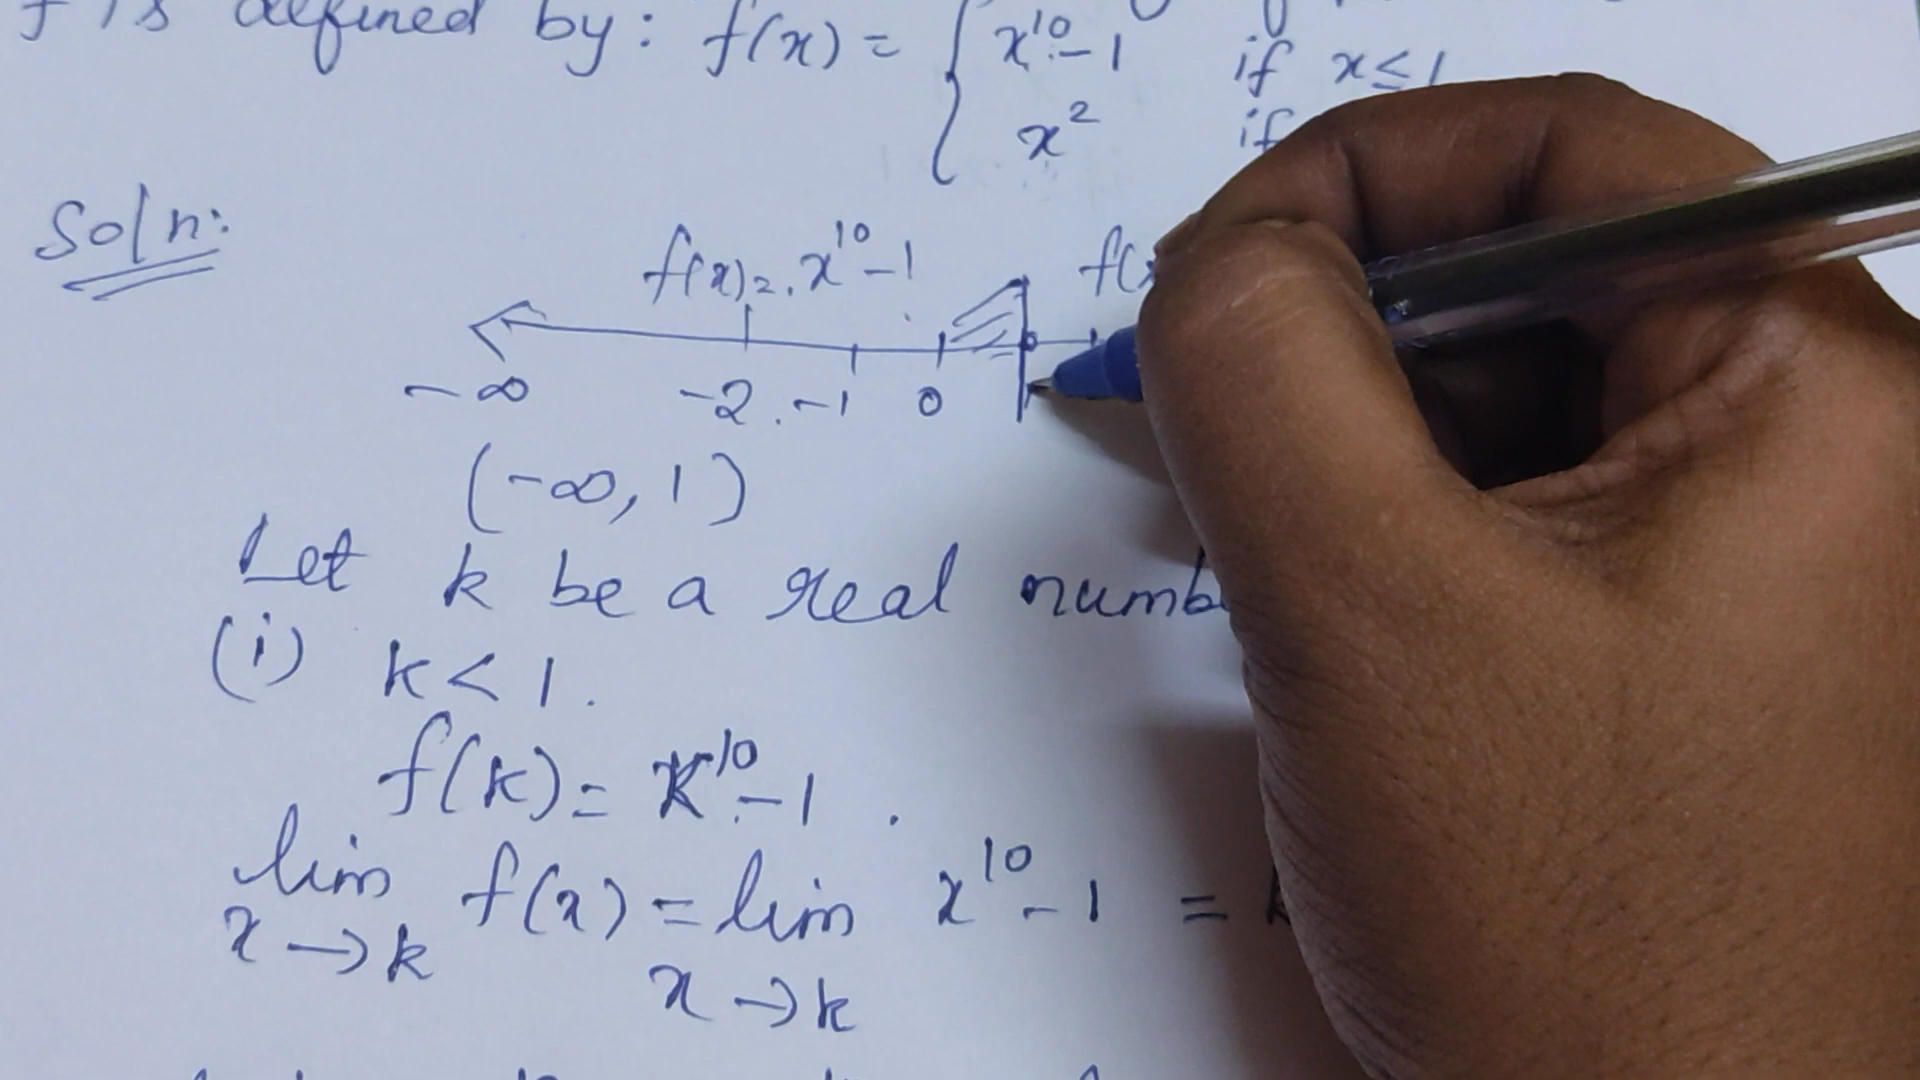 f is defined by: f(x) = { x¹⁰-1 if x≤1
x² if
Soln:
f(x)=x¹⁰-1 f(x
-∞ -2 -1 0
(-∞, 1)
Let k be a real numb
(i) k<1.
f(k)= k¹⁰-1.
lim f(x) = lim x¹⁰-1 = k
x→k x→k